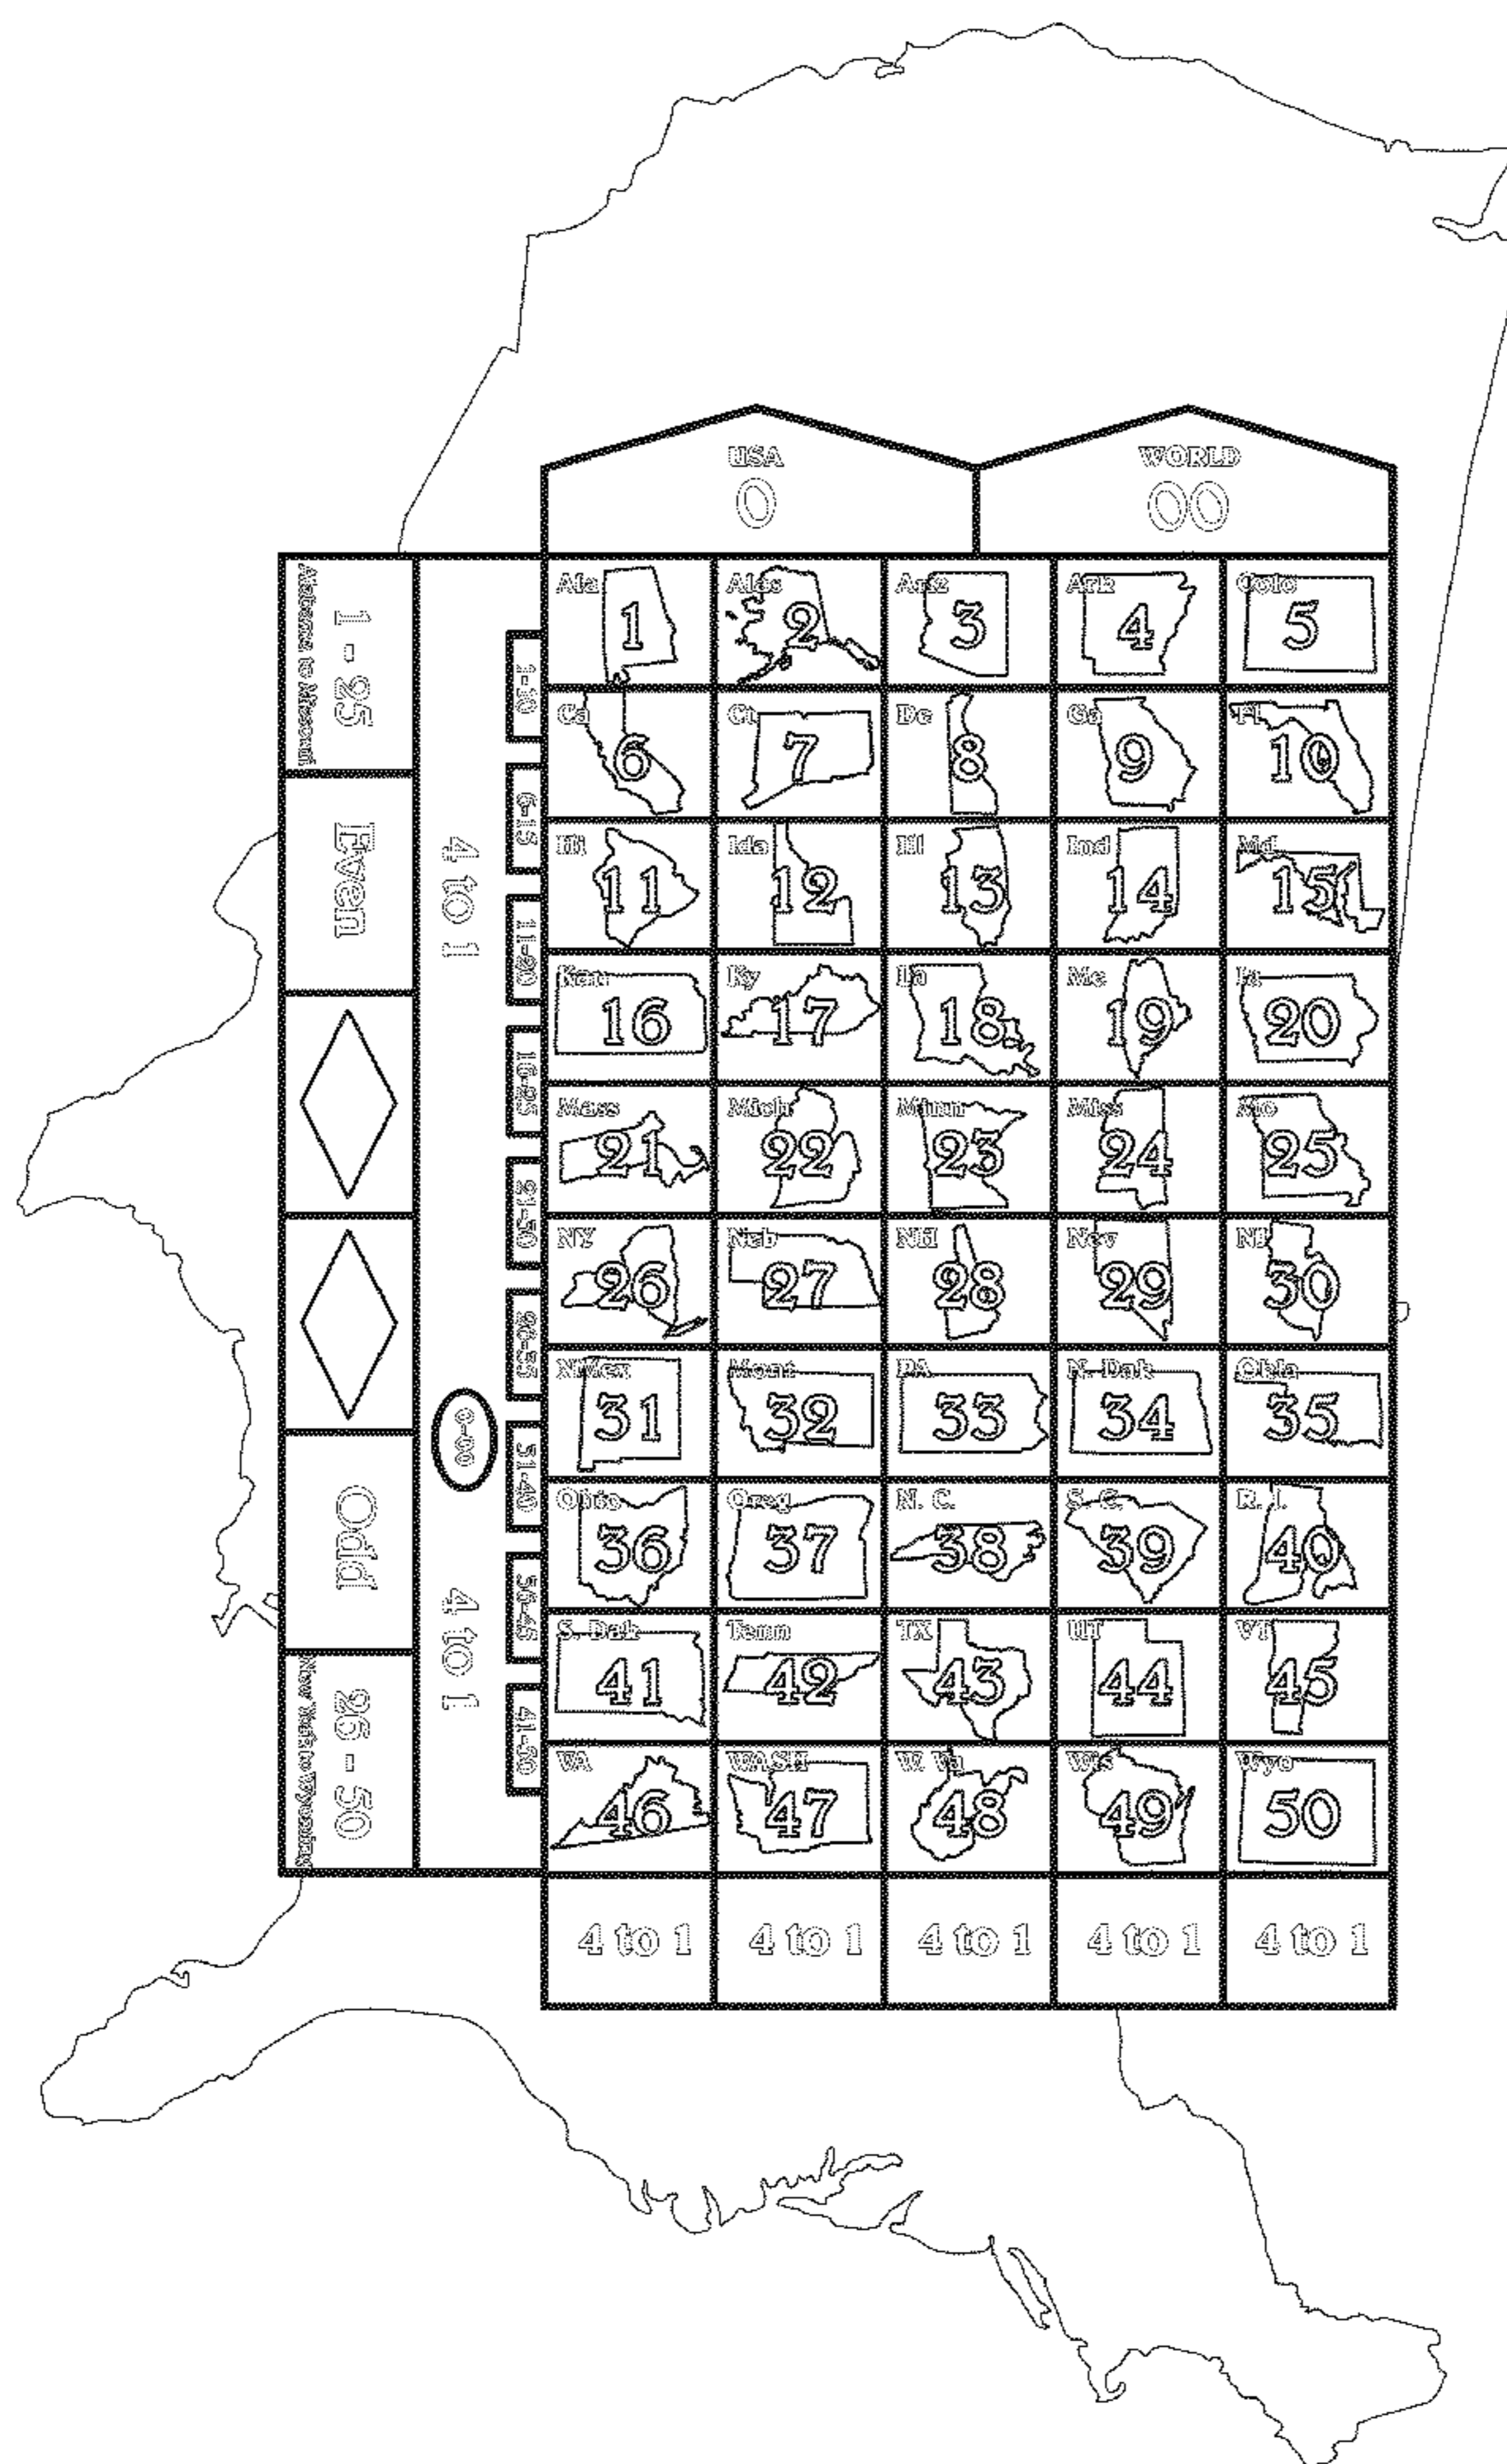 USA
0
WORLD
00
Ala 1
Alas 2
Ariz 3
Ark 4
Colo 5
Ca 6
Ct 7
De 8
Ga 9
Fl 10
Hi 11
Ida 12
Ill 13
Ind 14
Md 15
Kan 16
Ky 17
La 18
Me 19
Ia 20
Mass 21
Mich 22
Minn 23
Miss 24
Mo 25
NY 26
Neb 27
NH 28
Nev 29
NJ 30
NMex 31
Mont 32
PA 33
N. Dak 34
Okla 35
Ohio 36
Oreg 37
N. C. 38
S. C. 39
R. I. 40
S. Dak 41
Tenn 42
TX 43
UT 44
VT 45
VA 46
WASH 47
W. Va 48
Wis 49
Wyo 50
4 to 1
4 to 1
4 to 1
4 to 1
4 to 1
1-10
6-15
11-20
16-25
31-40
41-50
0-00
4 to 1
4 to 1
1 - 25
Alabama to Missouri
Even
Odd
26 - 50
New York to Wyoming